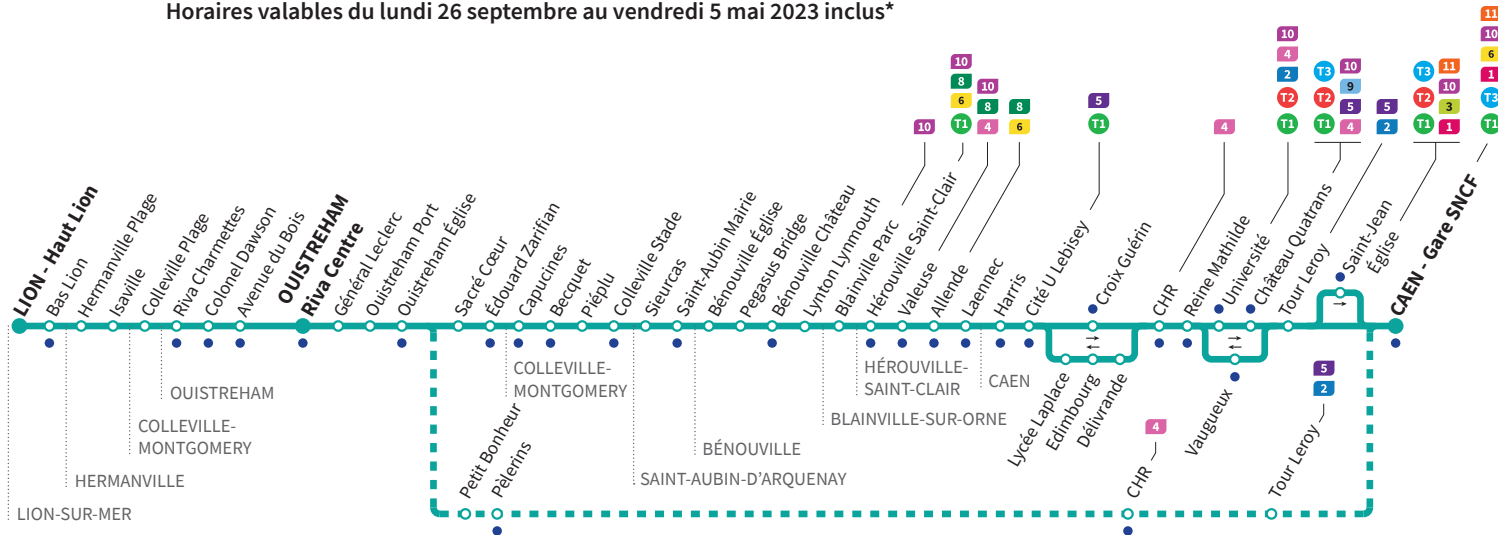 Horaires valables du lundi 26 septembre au vendredi 5 mai 2023 inclus*
10
10
8
6
T1
10
8
4
8
6
5
T1
4
10
4
2
T2
T1
T3
T2
T1
10
9
5
4
5
2
T3
T2
T1
11
10
3
1
11
10
6
1
T3
T1
LION - Haut Lion
Bas Lion
Hermanville Plage
Isaville
Colleville Plage
Riva Charmettes
Colonel Dawson
Avenue du Bois
OUISTREHAM
Riva Centre
Général Leclerc
Ouistreham Port
Ouistreham Église
Sacré Cœur
Édouard Zarifian
Capucines
Becquet
Piéplu
Colleville Stade
Sieurcas
Saint-Aubin Mairie
Bénouville Église
Pegasus Bridge
Bénouville Château
Lynton Lynmouth
Blainville Parc
Hérouville Saint-Clair
Valeuse
Allende
Laennec
Harris
Cité U Lebisey
Croix Guérin
CHR
Reine Mathilde
Université
Château Quatrans
Tour Leroy
Saint-Jean
Église
CAEN - Gare SNCF
Lycée Laplace
Edimbourg
Délivrande
Vaugueux
LION-SUR-MER
HERMANVILLE
COLLEVILLE-
MONTGOMERY
OUISTREHAM
COLLEVILLE-
MONTGOMERY
SAINT-AUBIN-D'ARQUENAY
BÉNOUVILLE
BLAINVILLE-SUR-ORNE
HÉROUVILLE-
SAINT-CLAIR
CAEN
Petit Bonheur
Pèlerins
4
CHR
5
2
Tour Leroy